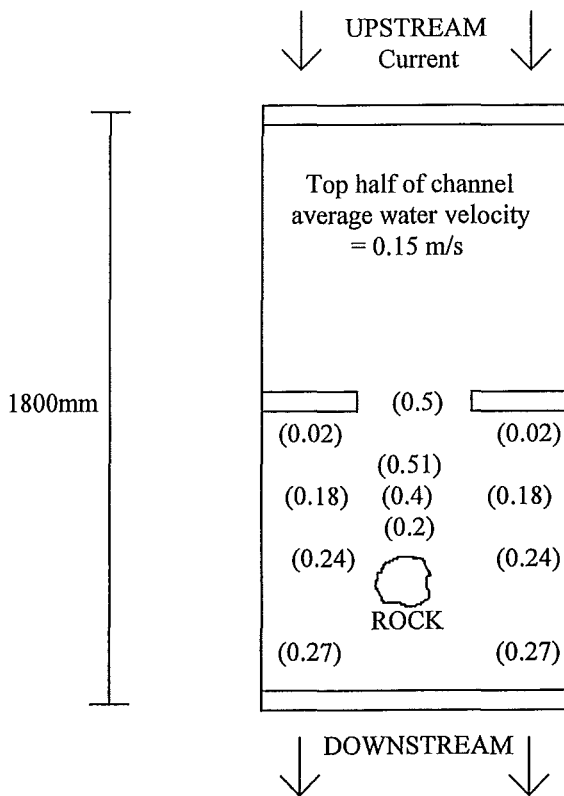 UPSTREAM
Current
Top half of channel
average water velocity
= 0.15 m/s
1800mm
(0.5)
(0.02) (0.02)
(0.51)
(0.18) (0.4) (0.18)
(0.2)
(0.24) (0.24)
ROCK
(0.27) (0.27)
DOWNSTREAM